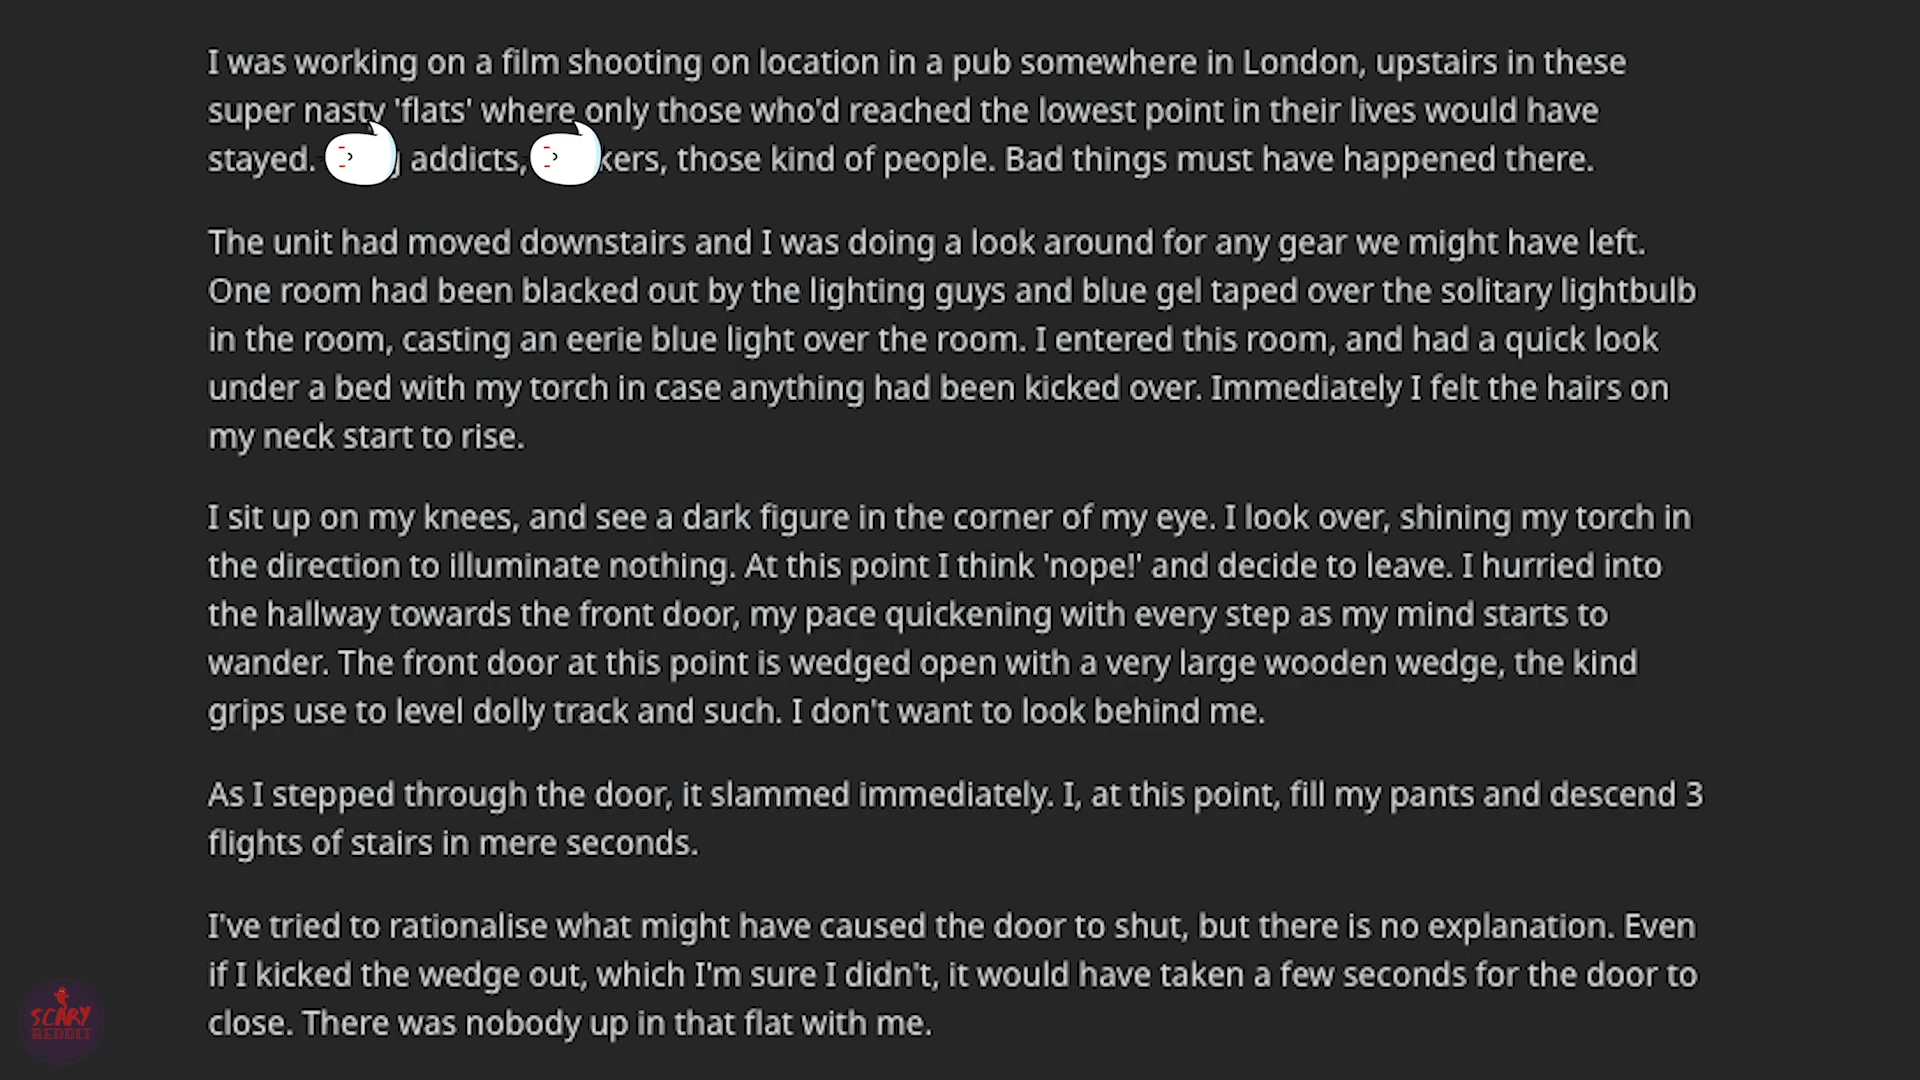 I was working on a film shooting on location in a pub somewhere in London, upstairs in these
super nasty 'flats' where only those who'd reached the lowest point in their lives would have
stayed. addicts, those kind of people. Bad things must have happened there.
The unit had moved downstairs and I was doing a look around for any gear we might have left.
One room had been blacked out by the lighting guys and blue gel taped over the solitary lightbulb
in the room, casting an eerie blue light over the room. I entered this room, and had a quick look
under a bed with my torch in case anything had been kicked over. Immediately I felt the hairs on
my neck start to rise.
I sit up on my knees, and see a dark figure in the corner of my eye. I look over, shining my torch in
the direction to illuminate nothing. At this point I think 'nope!' and decide to leave. I hurried into
the hallway towards the front door, my pace quickening with every step as my mind starts to
wander. The front door at this point is wedged open with a very large wooden wedge, the kind
grips use to level dolly track and such. I don't want to look behind me.
As I stepped through the door, it slammed immediately. I, at this point, fill my pants and descend 3
flights of stairs in mere seconds.
I've tried to rationalise what might have caused the door to shut, but there is no explanation. Even
if I kicked the wedge out, which I'm sure I didn't, it would have taken a few seconds for the door to
close. There was nobody up in that flat with me.
SCARY
REDDIT